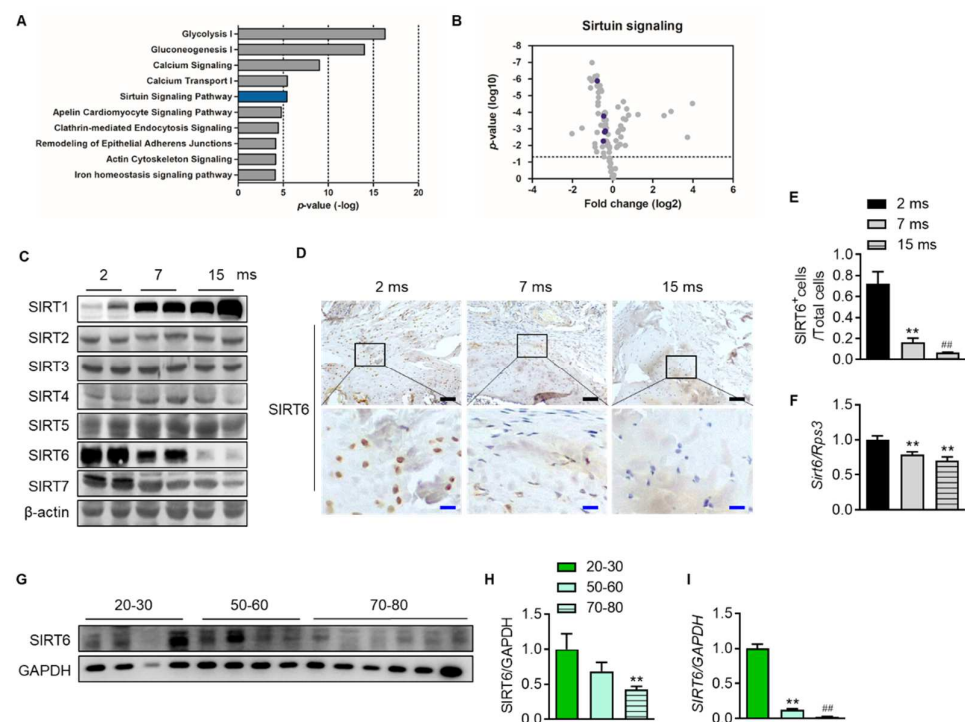 A
Glycolysis I
Gluconeogenesis I
Calcium Signaling
Calcium Transport I
Sirtuin Signaling Pathway
Apelin Cardiomyocyte Signaling Pathway
Clathrin-mediated Endocytosis Signaling
Remodeling of Epithelial Adherens Junctions
Actin Cytoskeleton Signaling
Iron homeostasis signaling pathway
0 5 10 15 20
p-value (-log)
B
Sirtuin signaling
p-value (log10)
-8
-7
-6
-5
-4
-3
-2
-1
0
-4 -2 0 2 4 6
Fold change (log2)
C
2 7 15 ms
SIRT1
SIRT2
SIRT3
SIRT4
SIRT5
SIRT6
SIRT7
β-actin
D
2 ms 7 ms 15 ms
SIRT6
E
2 ms
7 ms
15 ms
SIRT6+cells
/Total cells
1.0
0.8
0.6
0.4
0.2
0.0
** ##
F
Sirt6/Rps3
1.5
1.0
0.5
0.0
** **
G
20-30 50-60 70-80
SIRT6
GAPDH
H
20-30
50-60
70-80
SIRT6/GAPDH
1.5
1.0
0.5
0.0
**
I
SIRT6/GAPDH
1.5
1.0
0.5
0.0
** ##